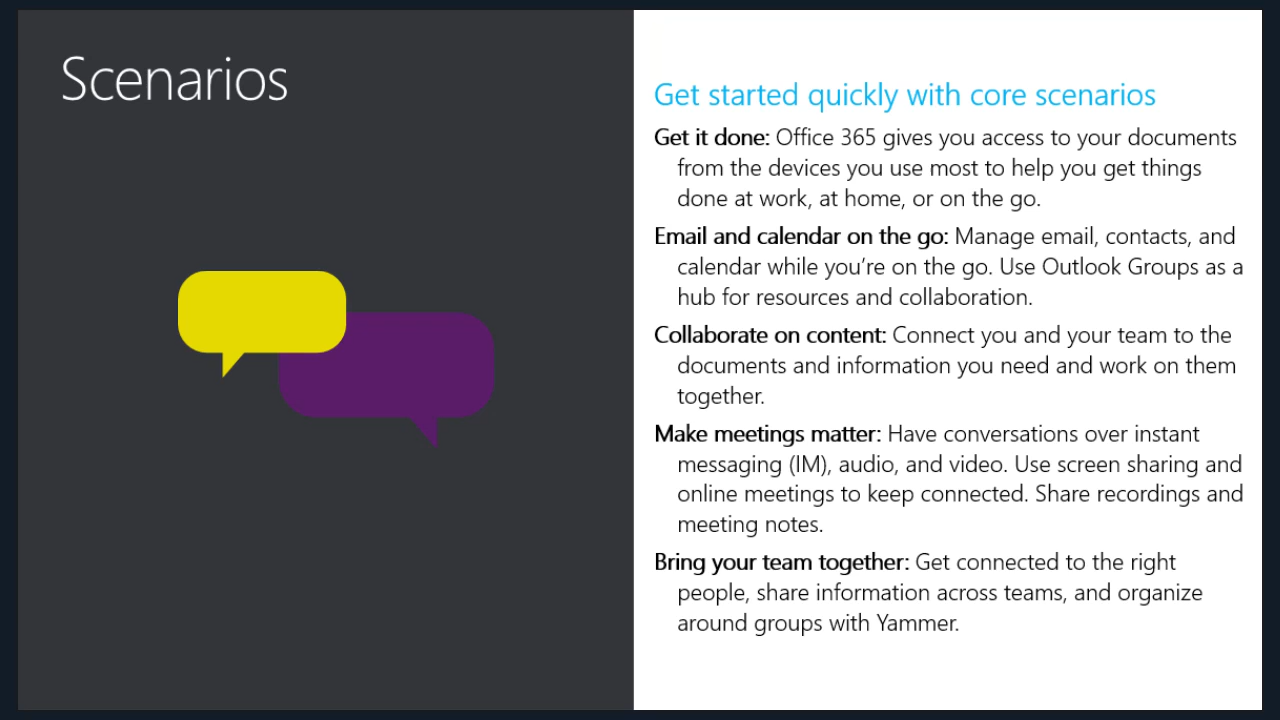 Scenarios
Get started quickly with core scenarios
Get it done: Office 365 gives you access to your documents
from the devices you use most to help you get things
done at work, at home, or on the go.
Email and calendar on the go: Manage email, contacts, and
calendar while you’re on the go. Use Outlook Groups as a
hub for resources and collaboration.
Collaborate on content: Connect you and your team to the
documents and information you need and work on them
together.
Make meetings matter: Have conversations over instant
messaging (IM), audio, and video. Use screen sharing and
online meetings to keep connected. Share recordings and
meeting notes.
Bring your team together: Get connected to the right
people, share information across teams, and organize
around groups with Yammer.